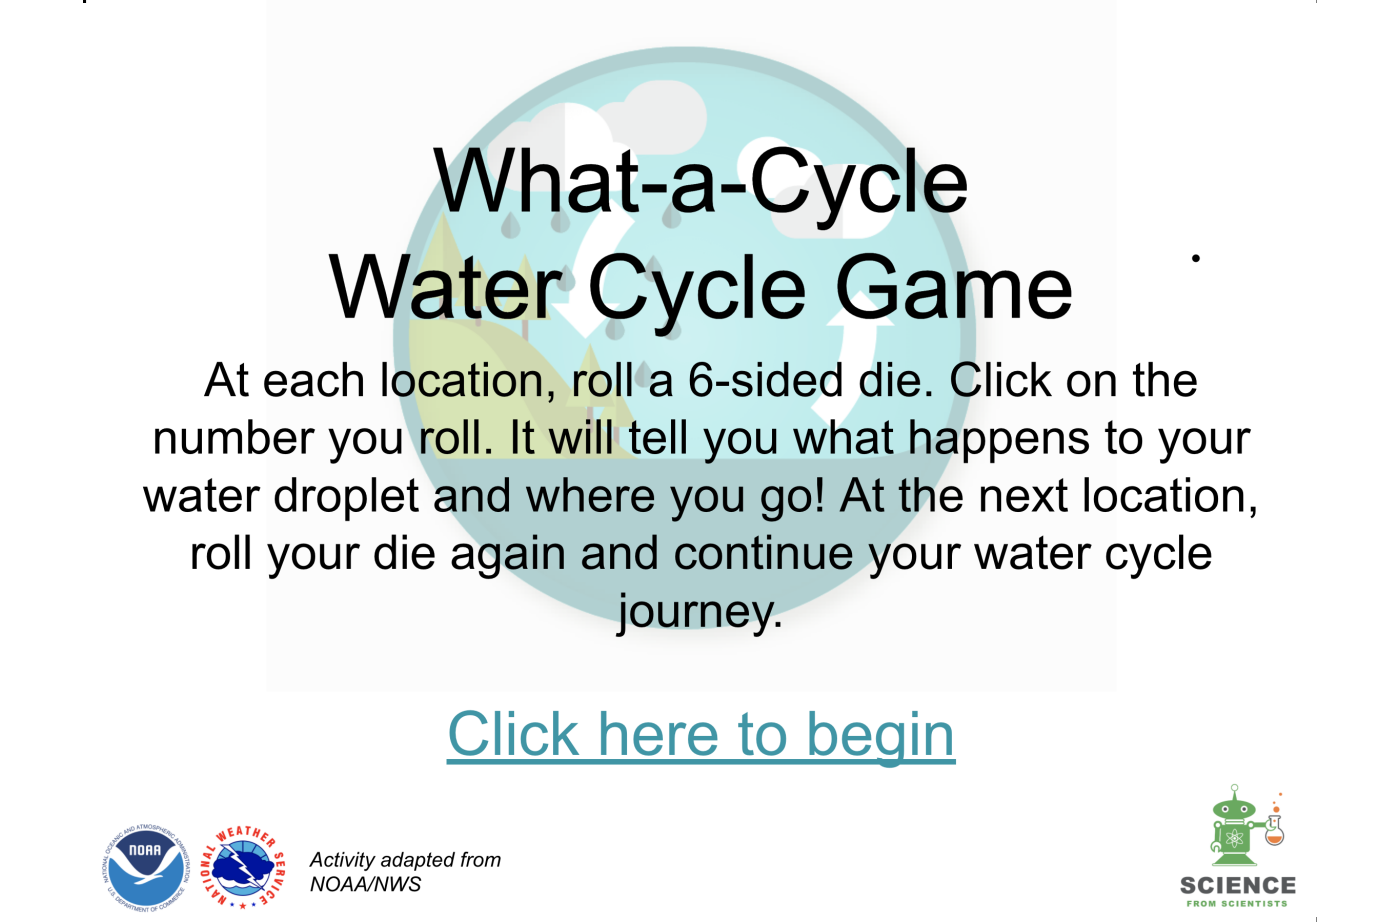 What-a-Cycle
Water Cycle Game
At each location, roll a 6-sided die. Click on the
number you roll. It will tell you what happens to your
water droplet and where you go! At the next location,
roll your die again and continue your water cycle
journey.
Click here to begin
NATIONAL OCEANIC AND ATMOSPHERIC ADMINISTRATION
NOAA
U.S. DEPARTMENT OF COMMERCE
NATIONAL WEATHER SERVICE
Activity adapted from
NOAA/NWS
SCIENCE
FROM SCIENTISTS